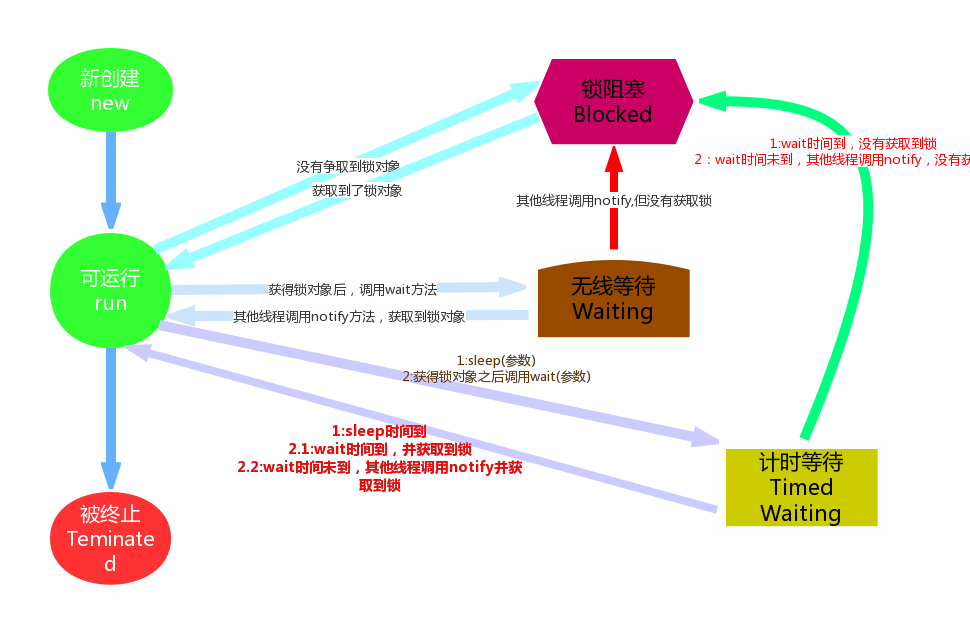 新创建
new
锁阻塞
Blocked
1:wait时间到，没有获取到锁
2：wait时间未到，其他线程调用notify，没有获
没有争取到锁对象
获取到了锁对象
其他线程调用notify,但没有获取锁
可运行
run
获得锁对象后，调用wait方法
其他线程调用notify方法，获取到锁对象
无线等待
Waiting
1:sleep(参数)
2:获得锁对象之后调用wait(参数)
1:sleep时间到
2.1:wait时间到，并获取到锁
2.2:wait时间未到，其他线程调用notify并获
取到锁
计时等待
Timed
Waiting
被终止
Teminate
d